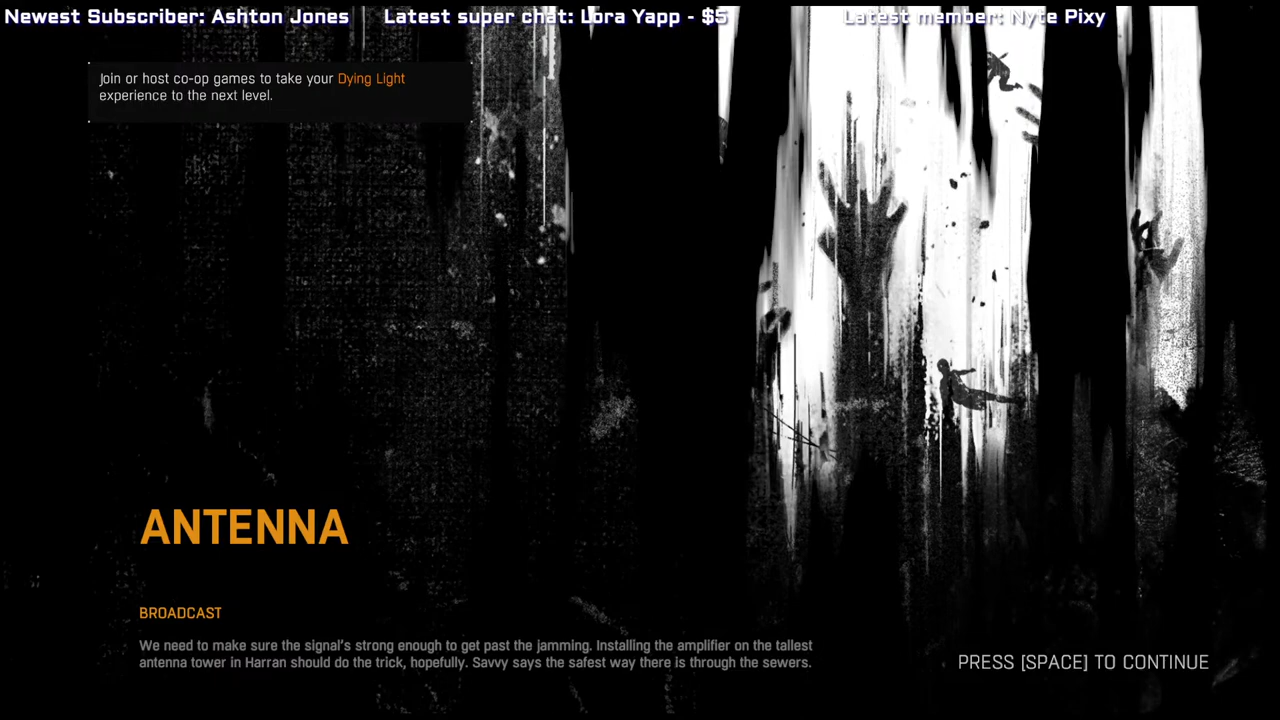 Newest Subscriber: Ashton Jones Latest super chat: Lora Yapp - $5 Latest member: Nyte Pixy
Join or host co-op games to take your Dying Light
experience to the next level.
ANTENNA
BROADCAST
We need to make sure the signal's strong enough to get past the jamming. Installing the amplifier on the tallest
antenna tower in Harran should do the trick, hopefully. Savvy says the safest way there is through the sewers.
PRESS [SPACE] TO CONTINUE